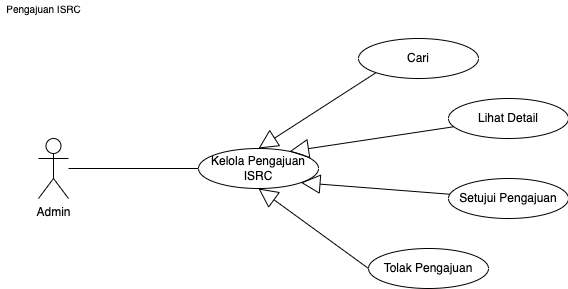 Pengajuan ISRC
Cari
Lihat Detail
Kelola Pengajuan
ISRC
Setujui Pengajuan
Admin
Tolak Pengajuan